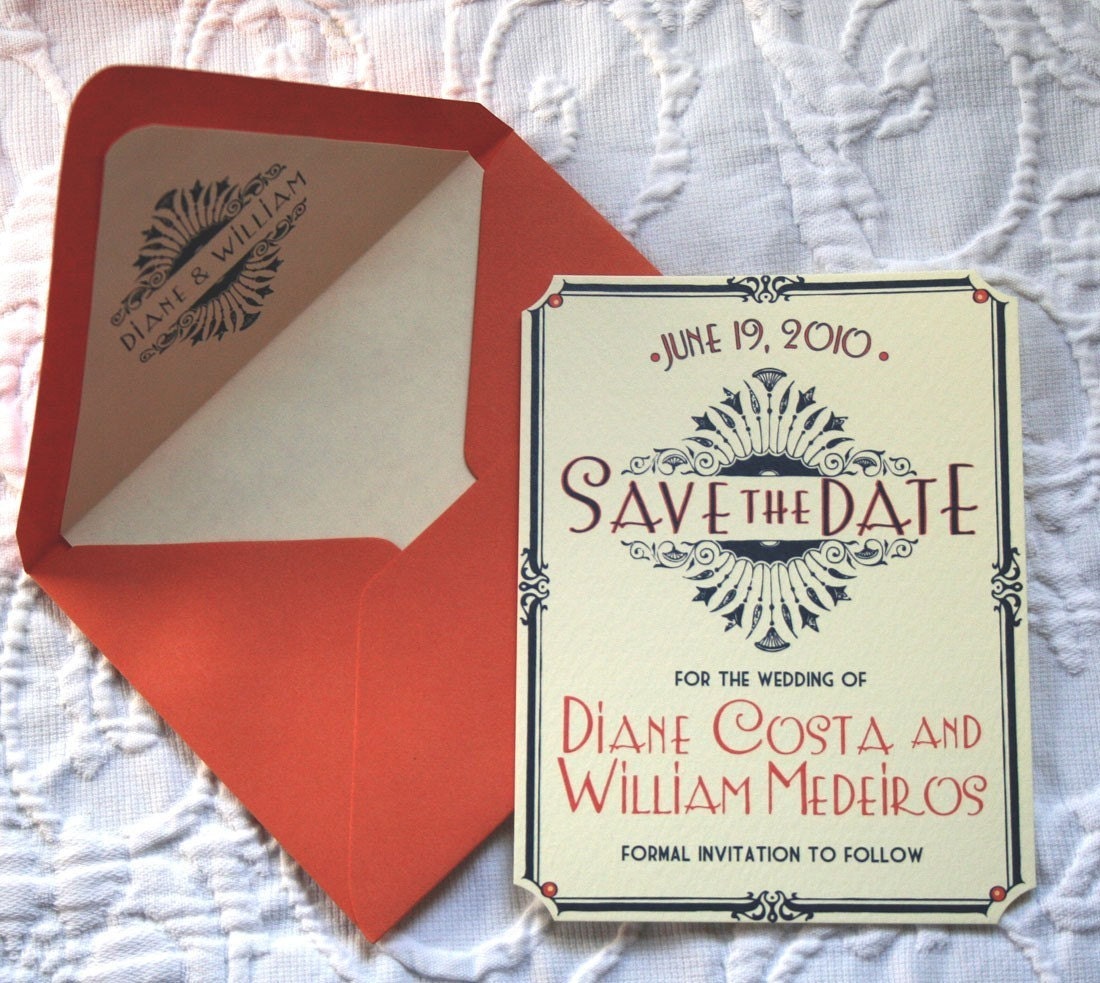 DIANE & WILLIAM
JUNE 19, 2010
SAVE THE DATE
FOR THE WEDDING OF
DIANE COSTA AND
WILLIAM MEDEIROS
FORMAL INVITATION TO FOLLOW